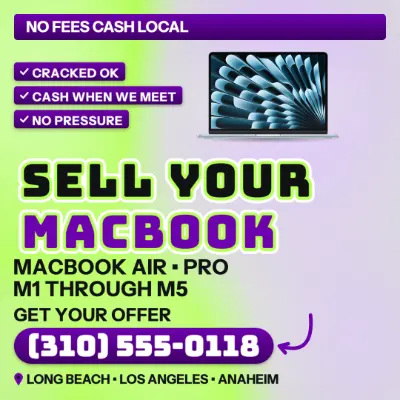 NO FEES CASH LOCAL
CRACKED OK
CASH WHEN WE MEET
NO PRESSURE
SELL YOUR
MACBOOK
MACBOOK AIR • PRO
M1 THROUGH M5
GET YOUR OFFER
(310) 555-0118
LONG BEACH • LOS ANGELES • ANAHEIM